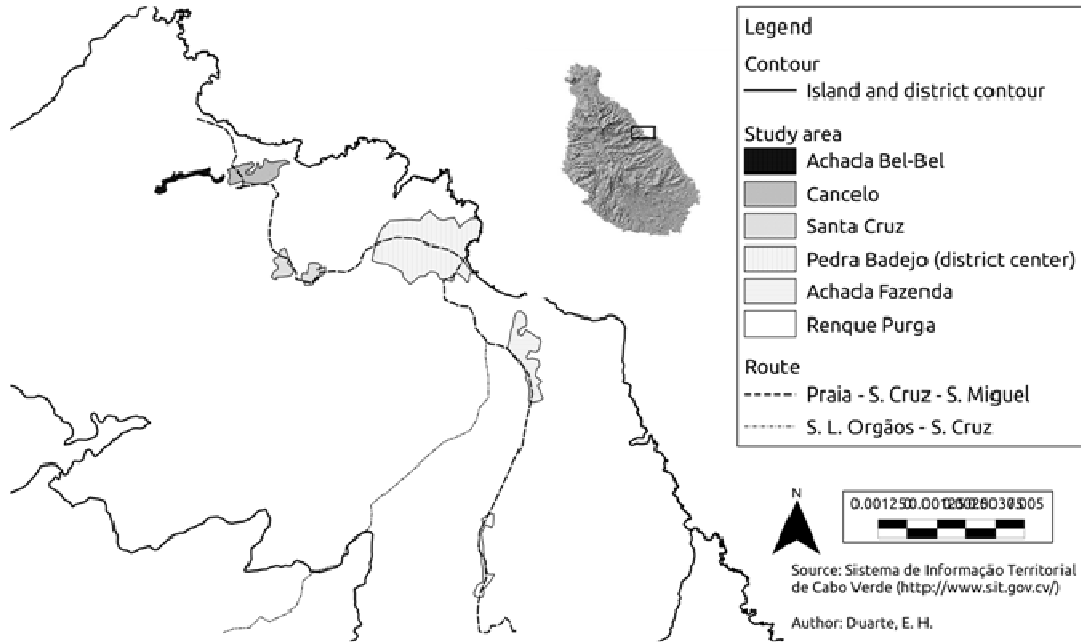 Legend
Contour
Island and district contour
Study area
Achada Bel-Bel
Cancelo
Santa Cruz
Pedra Badejo (district center)
Achada Fazenda
Renque Purga
Route
Praia - S. Cruz - S. Miguel
S. L. Orgãos - S. Cruz
N
Source: Sistema de Informação Territorial
de Cabo Verde (http://www.sit.gov.cv/)
Author: Duarte, E. H.